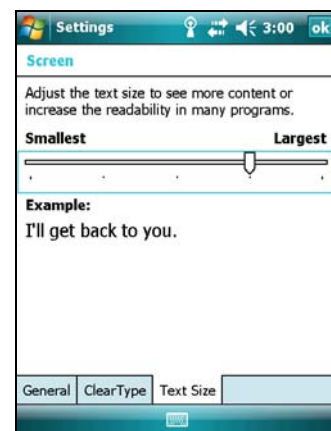 Settings 3:00 ok
Screen
Adjust the text size to see more content or
increase the readability in many programs.
Smallest Largest
Example:
I'll get back to you.
General ClearType Text Size